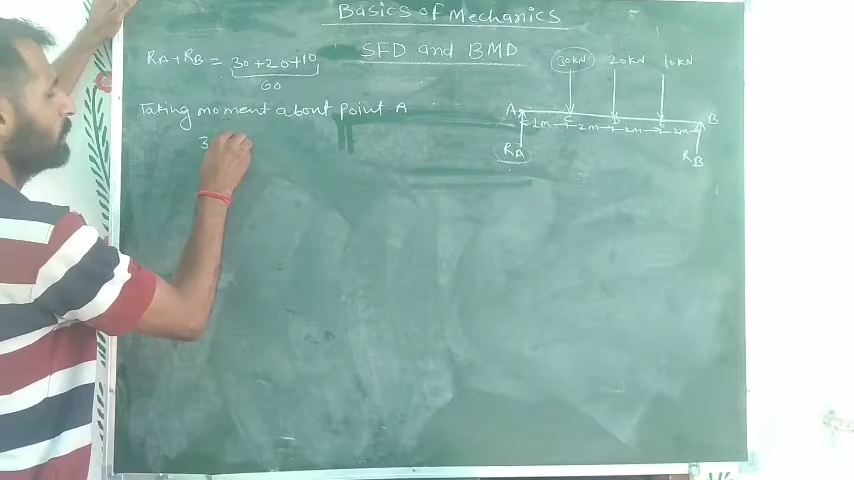 Basics of Mechanics
SFD and BMD
RA+RB = 30+20+10
60
Taking moment about point A
3
30KN 20KN 10KN
A C D E B
1m 2m 2m 2m
RA RB